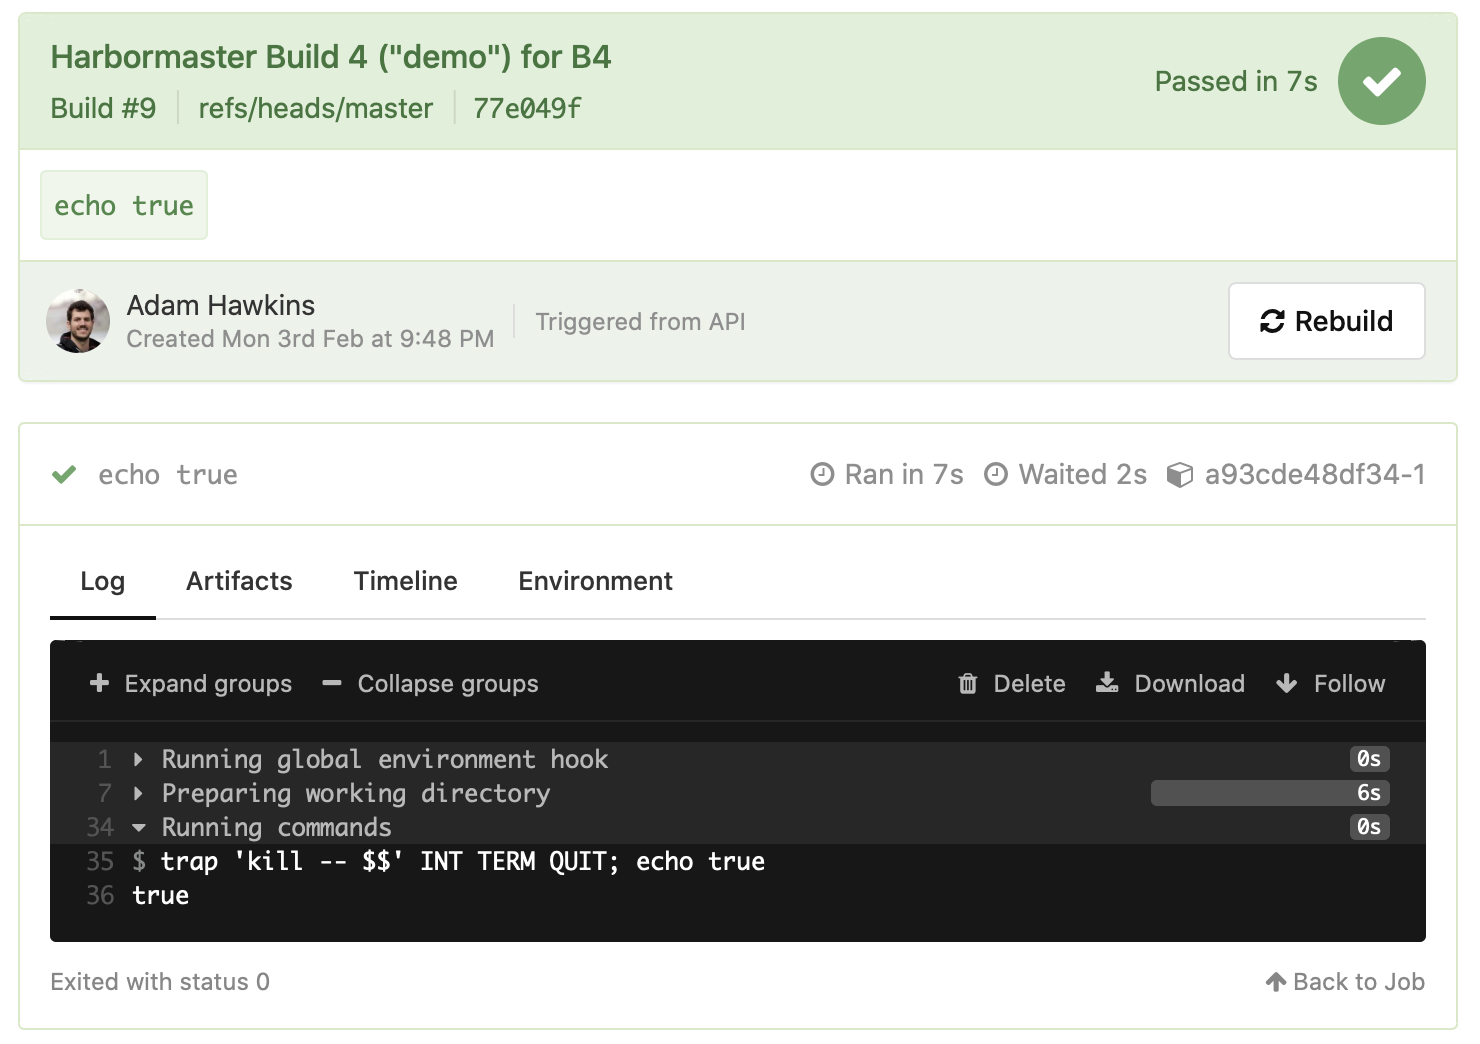 Harbormaster Build 4 ("demo") for B4
Build #9 refs/heads/master 77e049f
Passed in 7s
echo true
Adam Hawkins
Created Mon 3rd Feb at 9:48 PM
Triggered from API
Rebuild
echo true
Ran in 7s Waited 2s a93cde48df34-1
Log Artifacts Timeline Environment
Expand groups Collapse groups Delete Download Follow
1 Running global environment hook 0s
7 Preparing working directory 6s
34 Running commands 0s
35 $ trap 'kill -- $$' INT TERM QUIT; echo true
36 true
Exited with status 0
Back to Job